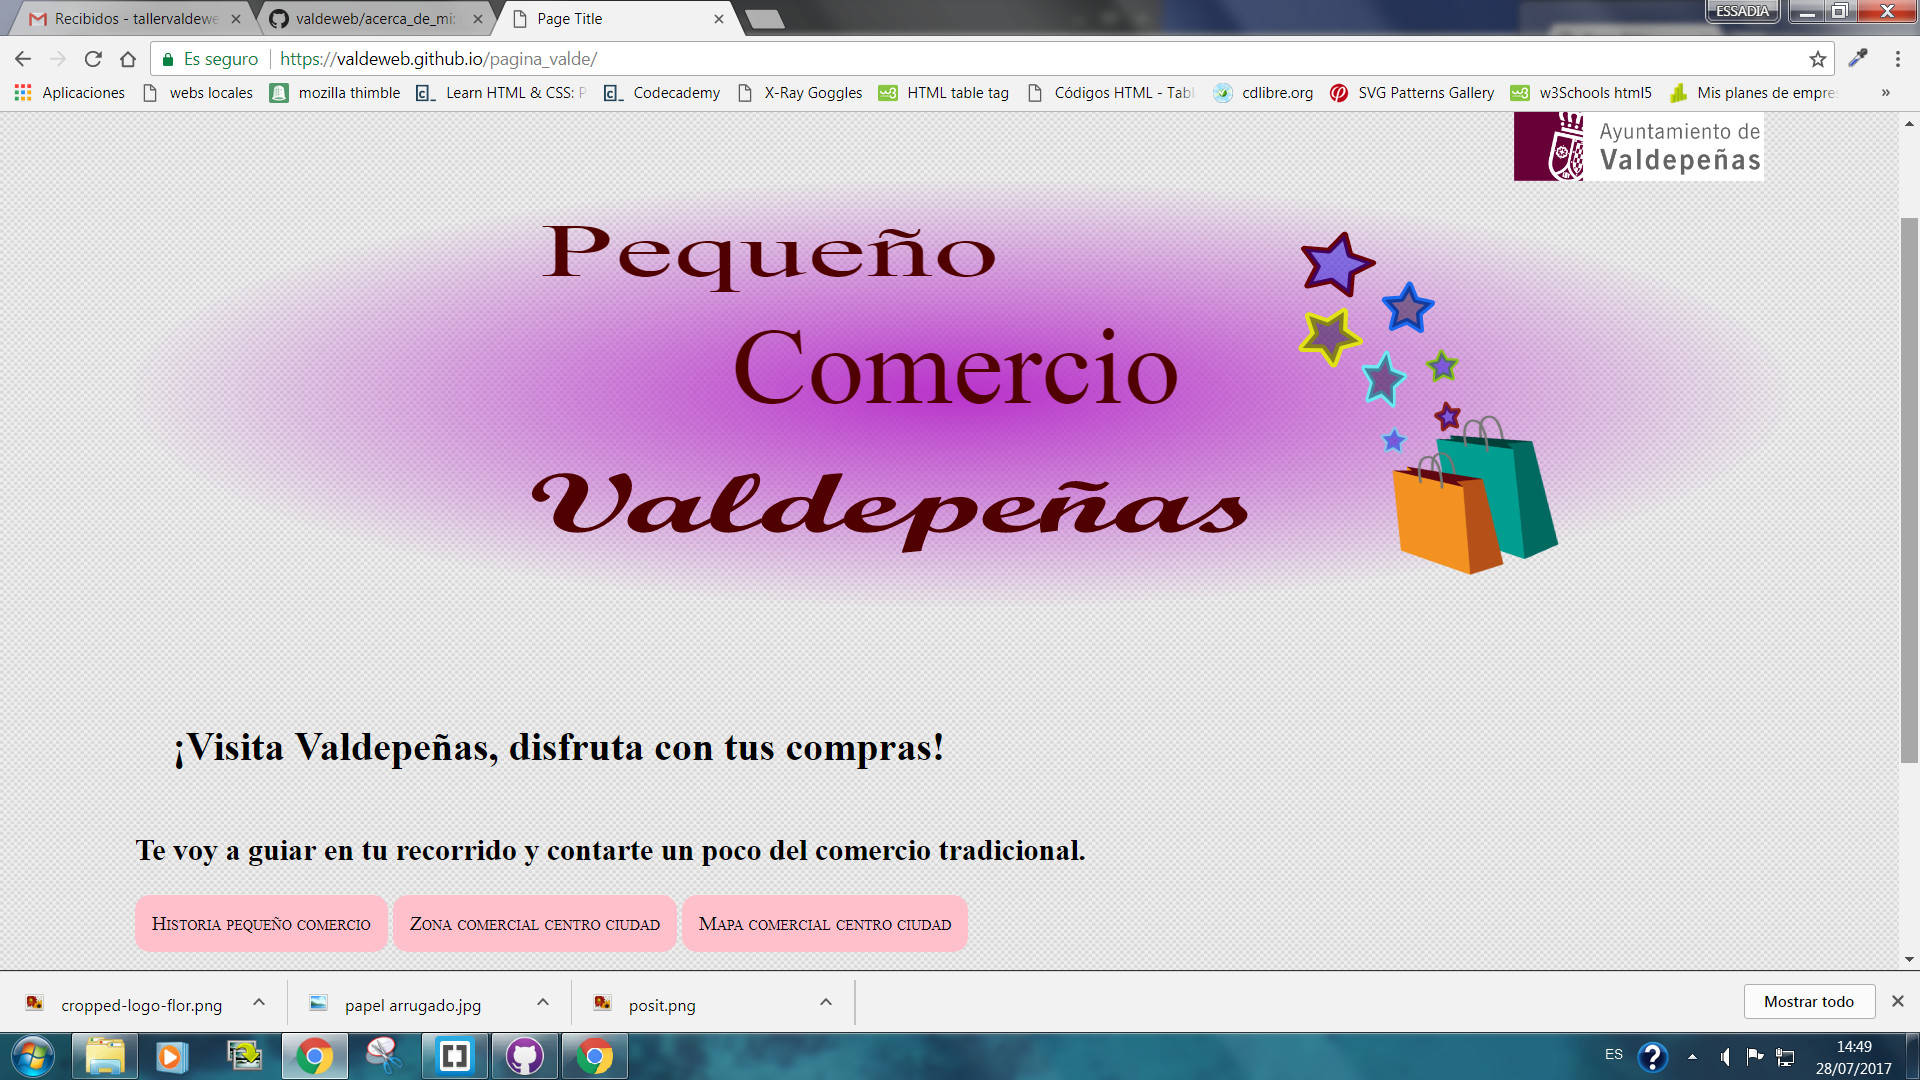 Recibidos - tallervaldewe
valdeweb/acerca_de_mi:
Page Title
ESSADIA
Es seguro
https://valdeweb.github.io/pagina_valde/
Aplicaciones
webs locales
mozilla thimble
Learn HTML & CSS: P
Codecademy
X-Ray Goggles
HTML table tag
Códigos HTML - Tabl
cdlibre.org
SVG Patterns Gallery
w3Schools html5
Mis planes de empre
»
Ayuntamiento de
Valdepeñas
Pequeño
Comercio
Valdepeñas
¡Visita Valdepeñas, disfruta con tus compras!
Te voy a guiar en tu recorrido y contarte un poco del comercio tradicional.
Historia pequeño comercio
Zona comercial centro ciudad
Mapa comercial centro ciudad
cropped-logo-flor.png
papel arrugado.jpg
posit.png
Mostrar todo
ES
14:49
28/07/2017